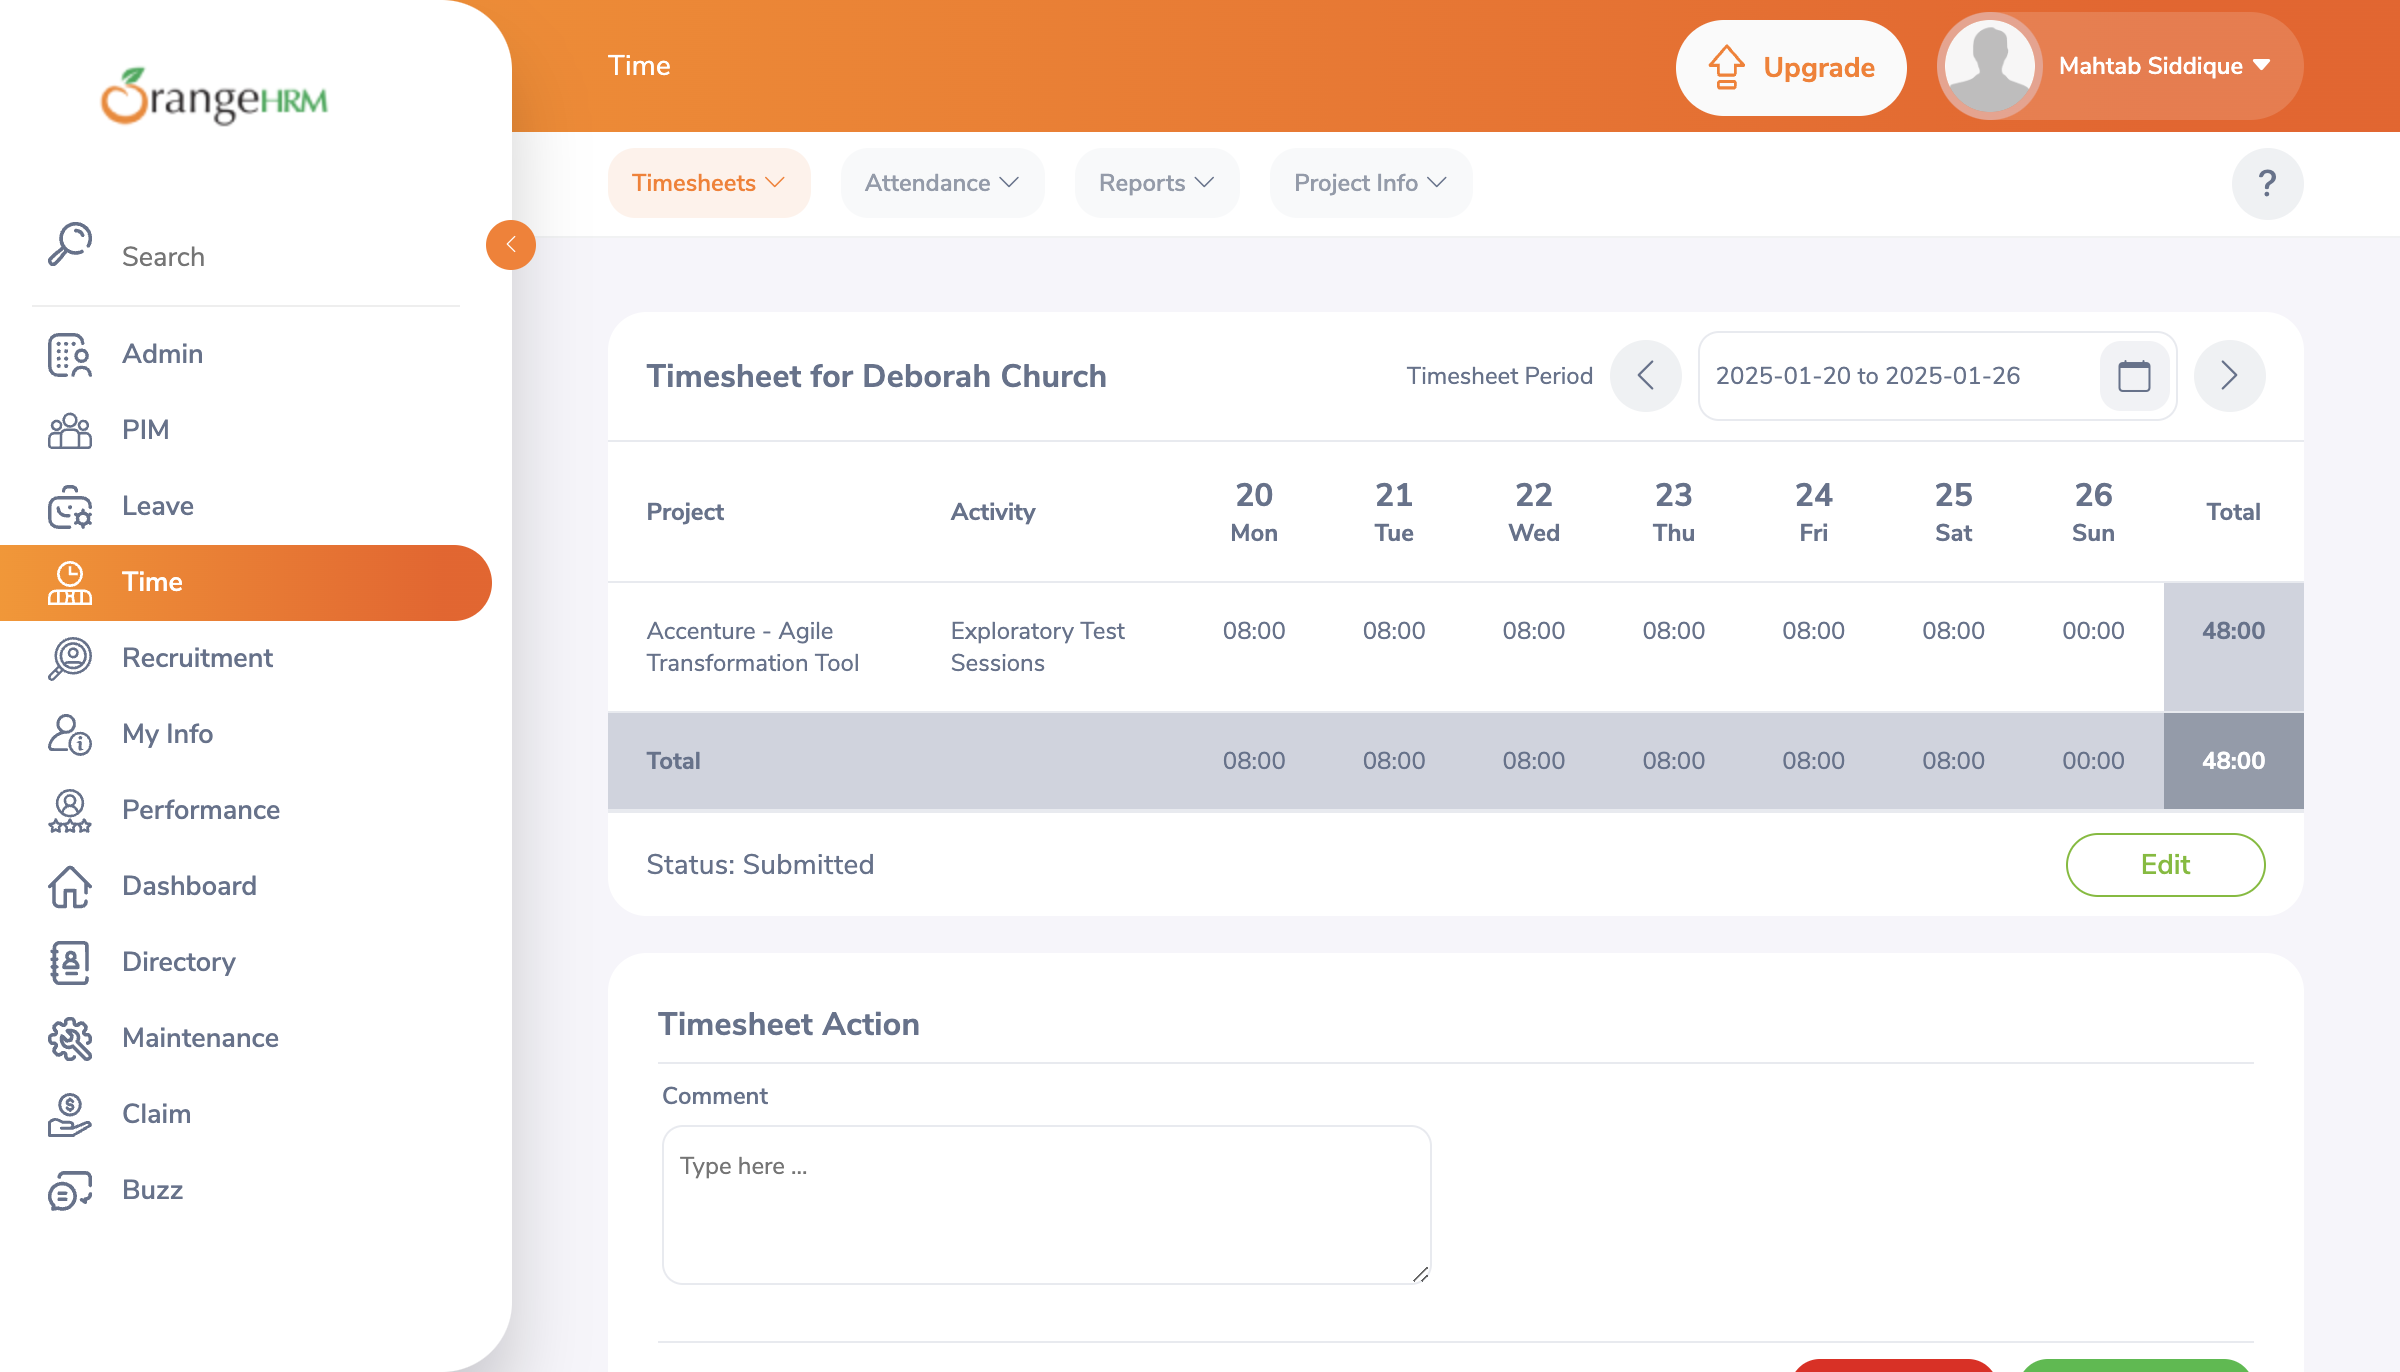 OrangeHRM
Time
Upgrade
Mahtab Siddique
Timesheets
Attendance
Reports
Project Info
?
Search
Admin
PIM
Leave
Time
Recruitment
My Info
Performance
Dashboard
Directory
Maintenance
Claim
Buzz
Timesheet for Deborah Church
Timesheet Period
2025-01-20 to 2025-01-26
Project Activity 20 Mon 21 Tue 22 Wed 23 Thu 24 Fri 25 Sat 26 Sun Total
Accenture - Agile Transformation Tool Exploratory Test Sessions 08:00 08:00 08:00 08:00 08:00 08:00 00:00 48:00
Total 08:00 08:00 08:00 08:00 08:00 08:00 00:00 48:00
Status: Submitted
Edit
Timesheet Action
Comment
Type here ...